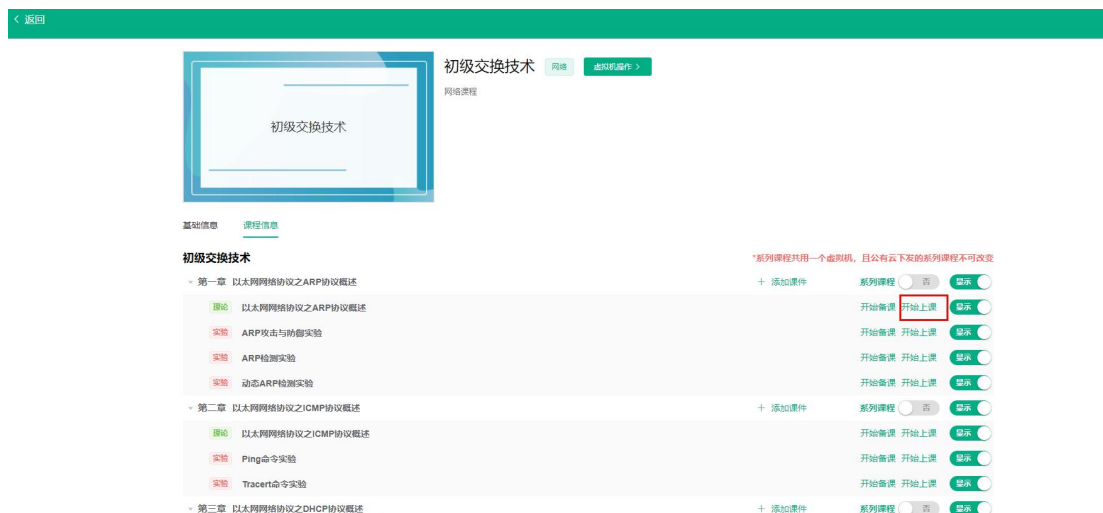 < 返回
初级交换技术 网络 虚拟机操作 >
网络课程
初级交换技术
基础信息 课程信息
初级交换技术 *系列课程共用一个虚拟机，且公有云下发的系列课程不可改变
第一章 以太网网络协议之ARP协议概述 + 添加课件 系列课程 否 显示
理论 以太网网络协议之ARP协议概述 开始备课 开始上课 显示
实验 ARP攻击与防御实验 开始备课 开始上课 显示
实验 ARP检测实验 开始备课 开始上课 显示
实验 动态ARP检测实验 开始备课 开始上课 显示
第二章 以太网网络协议之ICMP协议概述 + 添加课件 系列课程 否 显示
理论 以太网网络协议之ICMP协议概述 开始备课 开始上课 显示
实验 Ping命令实验 开始备课 开始上课 显示
实验 Tracert命令实验 开始备课 开始上课 显示
第三章 以太网网络协议之DHCP协议概述 + 添加课件 系列课程 否 显示